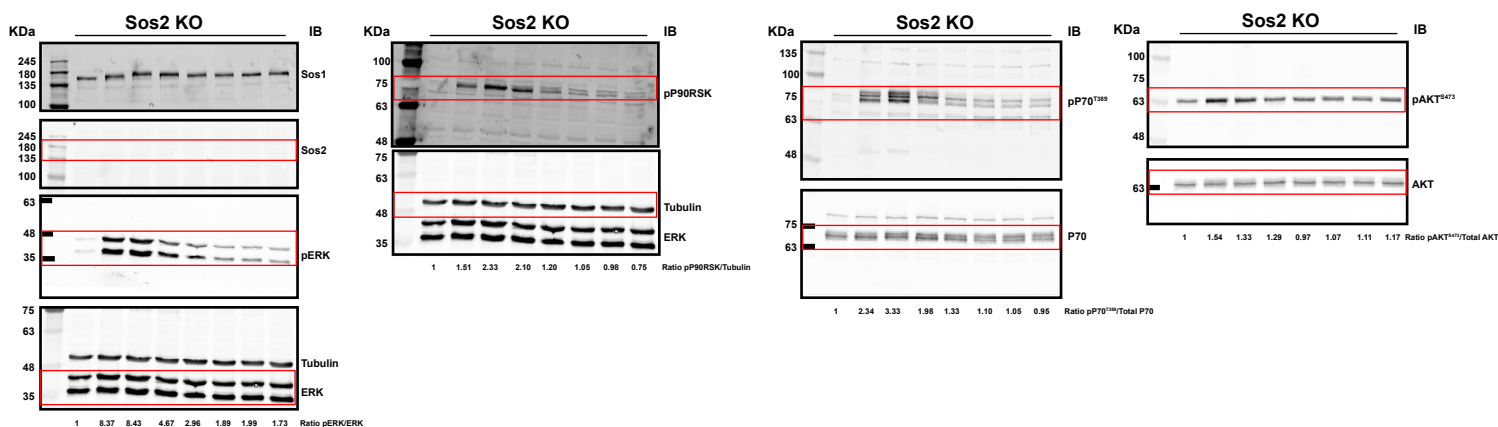 Sos2 KO
KDa
IB
245
180
135
100
Sos1
245
180
135
100
Sos2
63
48
35
pERK
75
63
48
35
Tubulin
ERK
1 8.37 8.43 4.67 2.96 1.89 1.99 1.73 Ratio pERK/ERK
Sos2 KO
KDa
IB
100
75
63
48
pP90RSK
75
63
48
35
Tubulin
ERK
1 1.51 2.33 2.10 1.20 1.05 0.98 0.75 Ratio pP90RSK/Tubulin
Sos2 KO
KDa
IB
135
100
75
63
48
pP70T389
75
63
P70
1 2.34 3.33 1.98 1.33 1.10 1.05 0.95 Ratio pP70T389/Total P70
Sos2 KO
KDa
IB
100
75
63
48
pAKTS473
63
AKT
1 1.54 1.33 1.29 0.97 1.07 1.11 1.17 Ratio pAKTS473/Total AKT